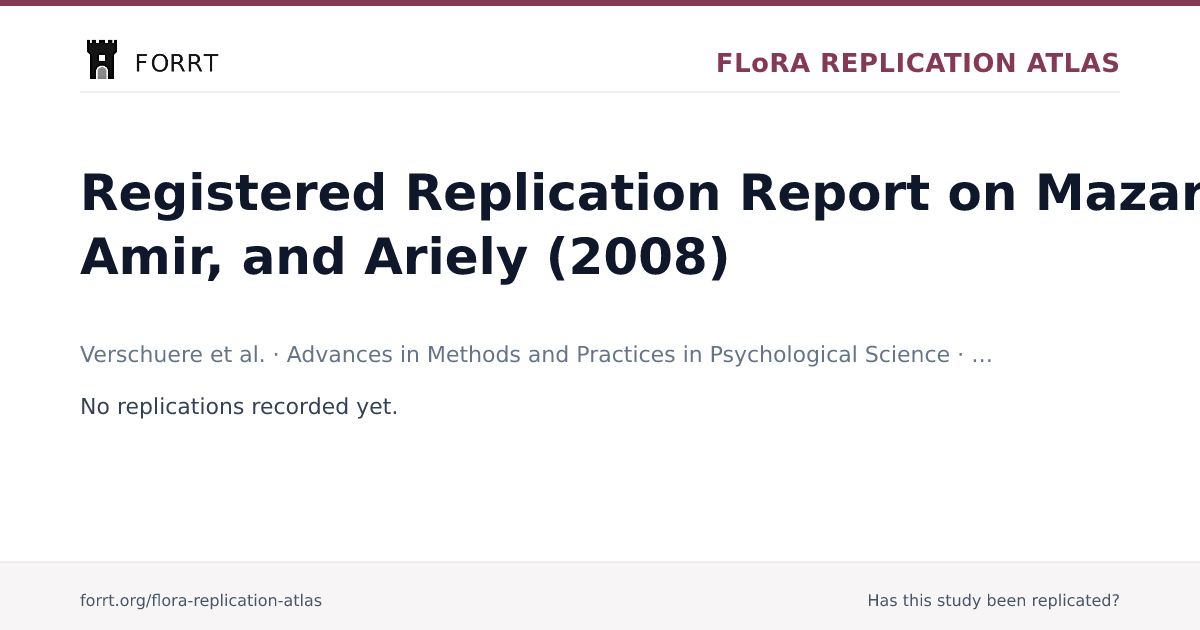 FORRT
FLoRA REPLICATION ATLAS
Registered Replication Report on Mazar
Amir, and Ariely (2008)
Verschuere et al. · Advances in Methods and Practices in Psychological Science · …
No replications recorded yet.
forrt.org/flora-replication-atlas
Has this study been replicated?